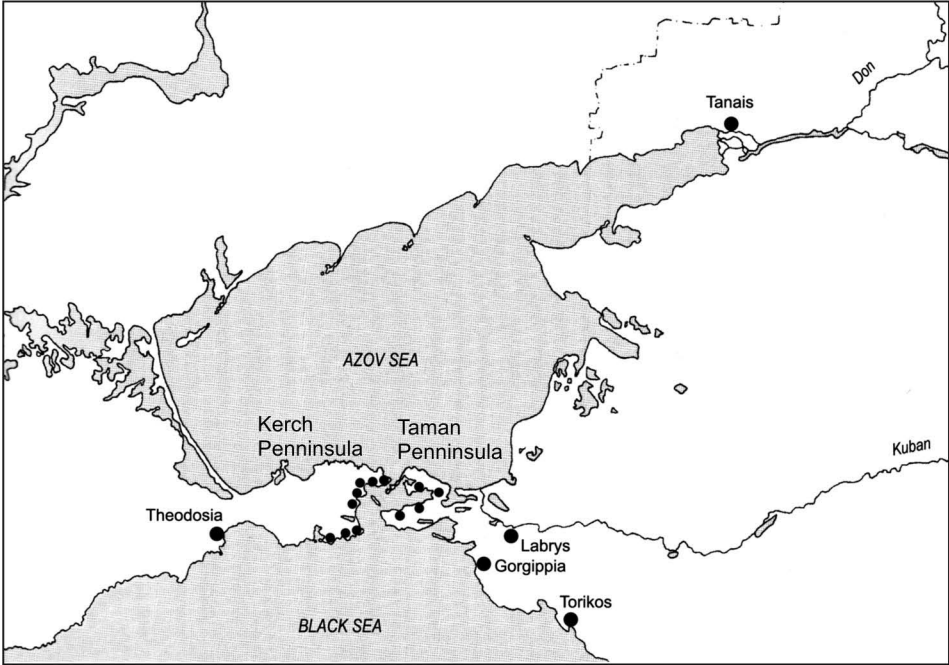 Don
Tanais
AZOV SEA
Kerch
Penninsula
Taman
Penninsula
Kuban
Theodosia
Labrys
Gorgippia
Torikos
BLACK SEA